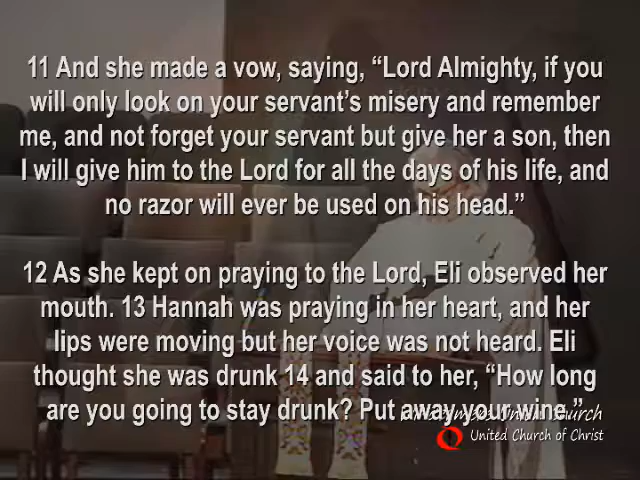 11 And she made a vow, saying, “Lord Almighty, if you
will only look on your servant’s misery and remember
me, and not forget your servant but give her a son, then
I will give him to the Lord for all the days of his life, and
no razor will ever be used on his head.”
12 As she kept on praying to the Lord, Eli observed her
mouth. 13 Hannah was praying in her heart, and her
lips were moving but her voice was not heard. Eli
thought she was drunk 14 and said to her, “How long
are you going to stay drunk? Put away your wine.”
Church
United Church of Christ